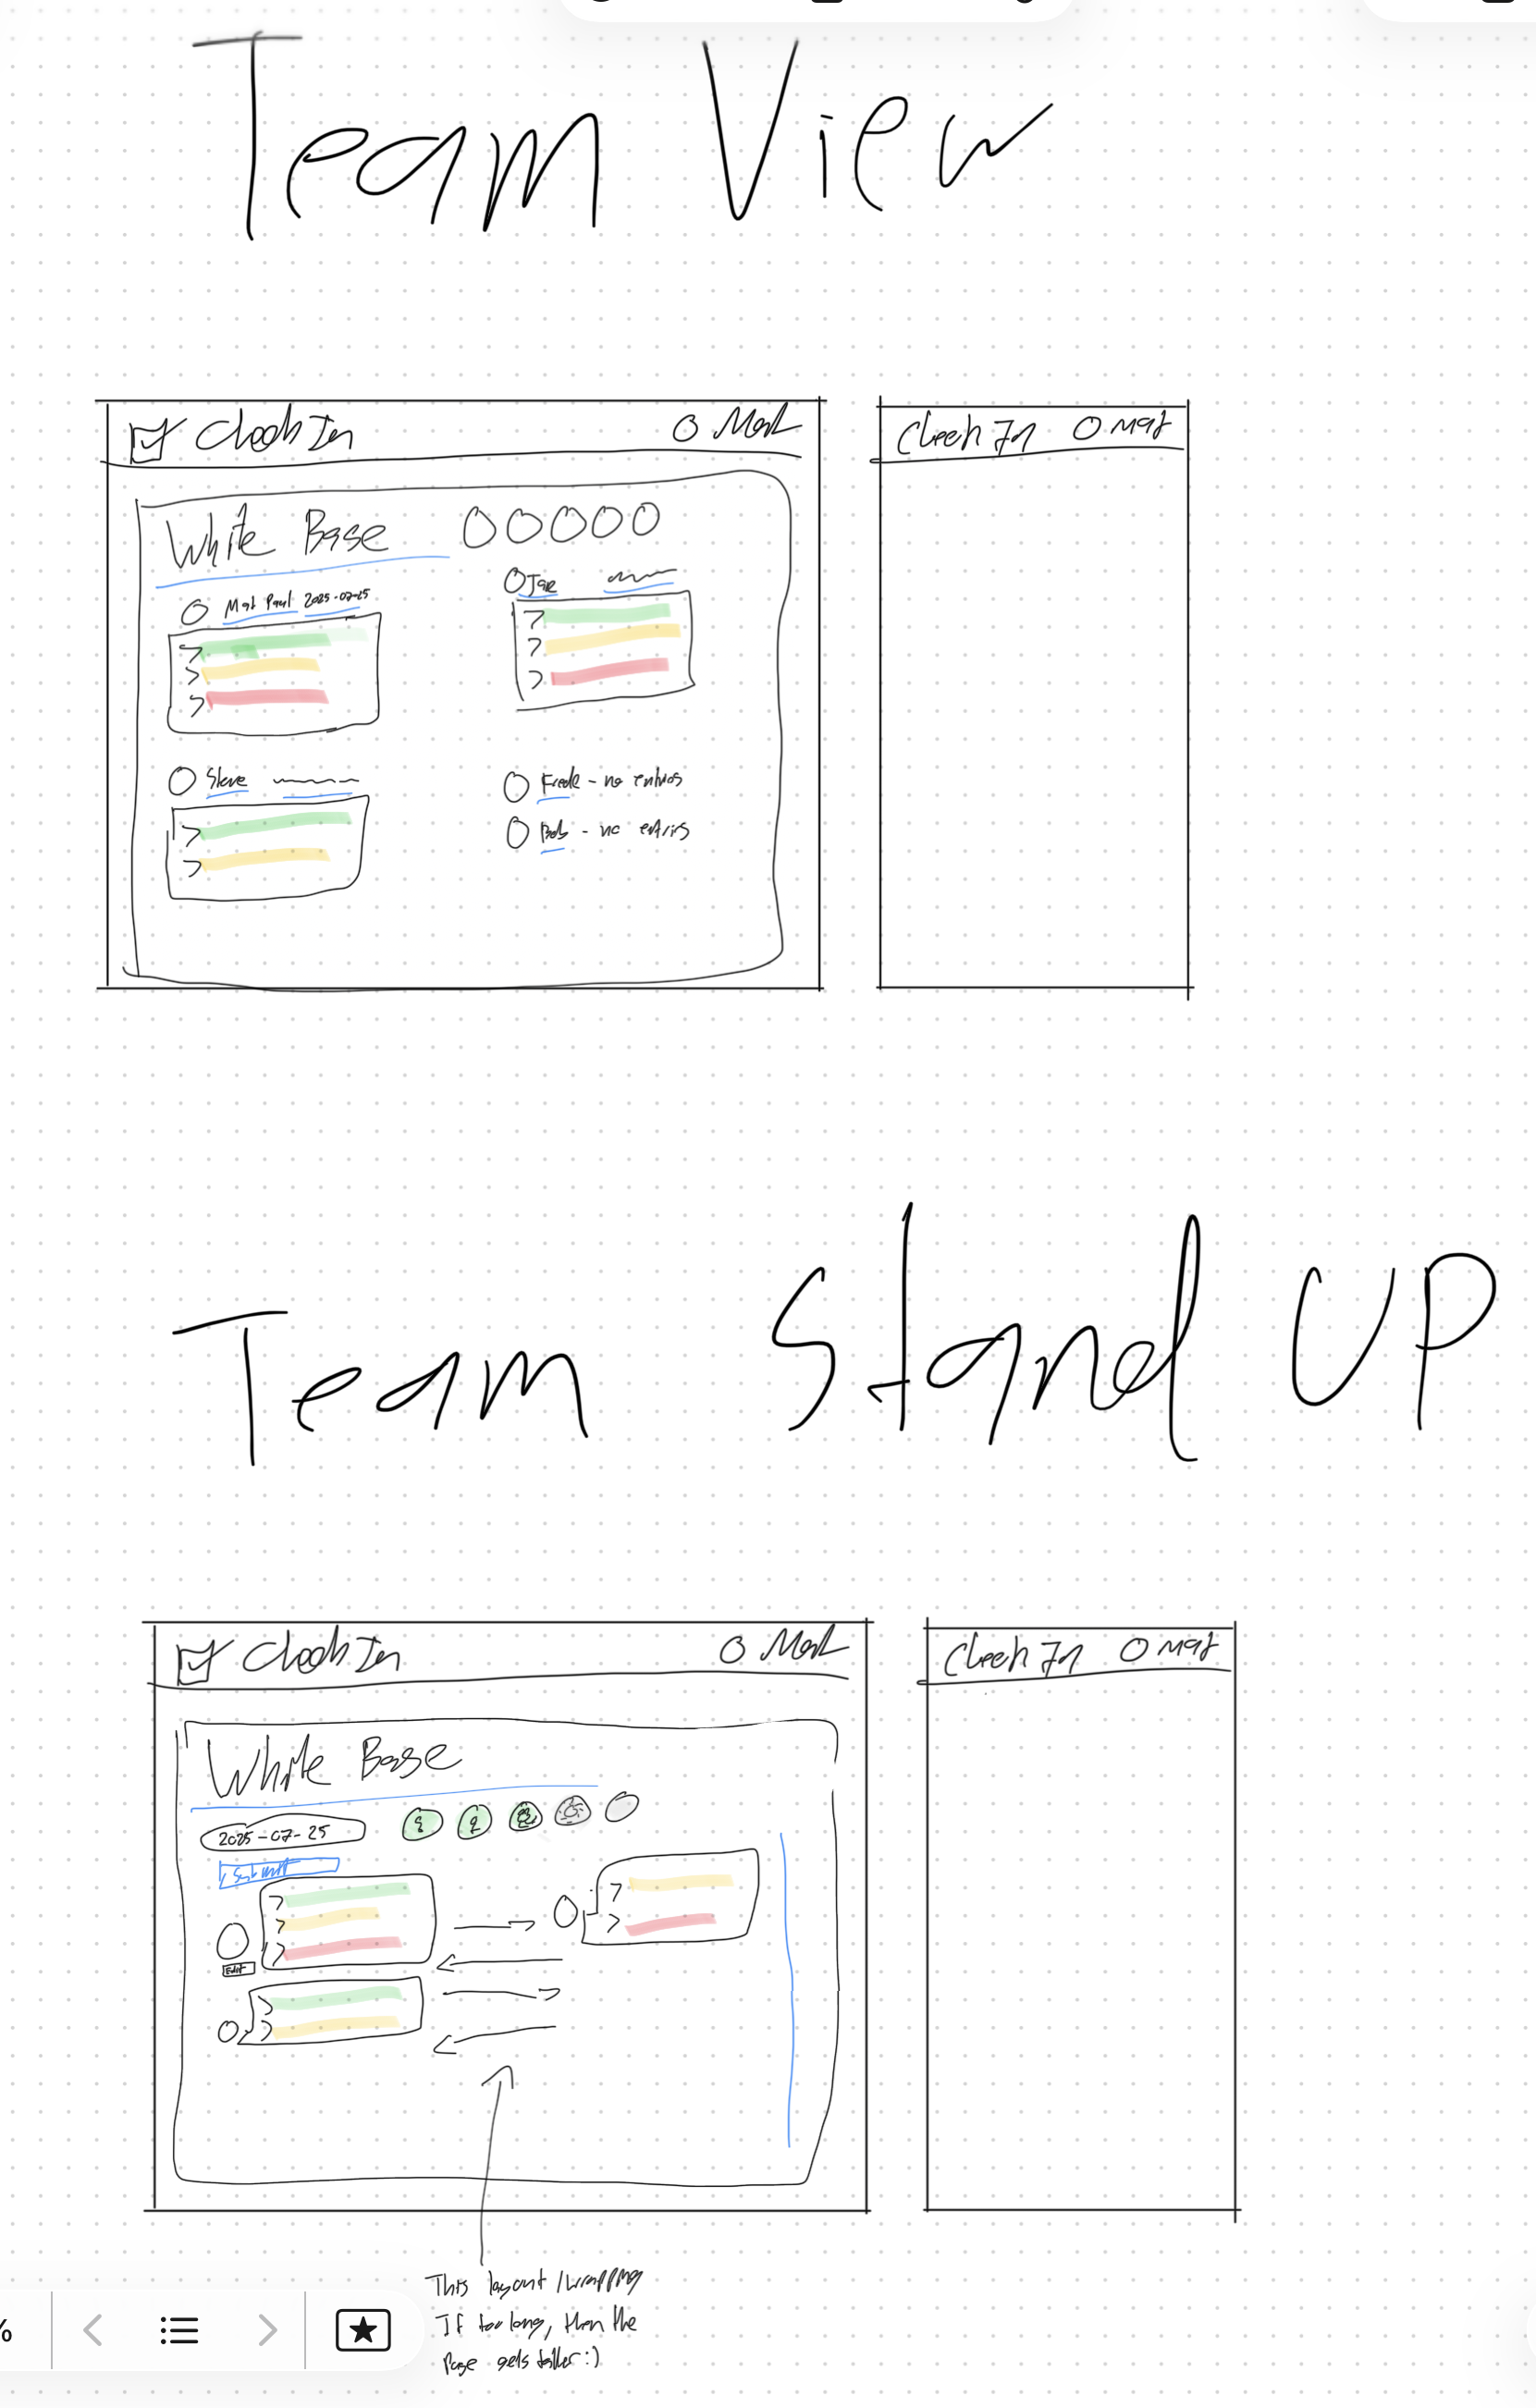 Team View
Check In
Mat
Check In
Mat
White Base
Mat Paul 2025-07-25
Jae
Steve
Fred - no entries
Bob - no entries
Team Stand UP
Check In
Mat
Check In
Mat
White Base
2025-07-25
Submit
Edit
This layout/wrapping
If too long, then the
Page gets taller:)
%